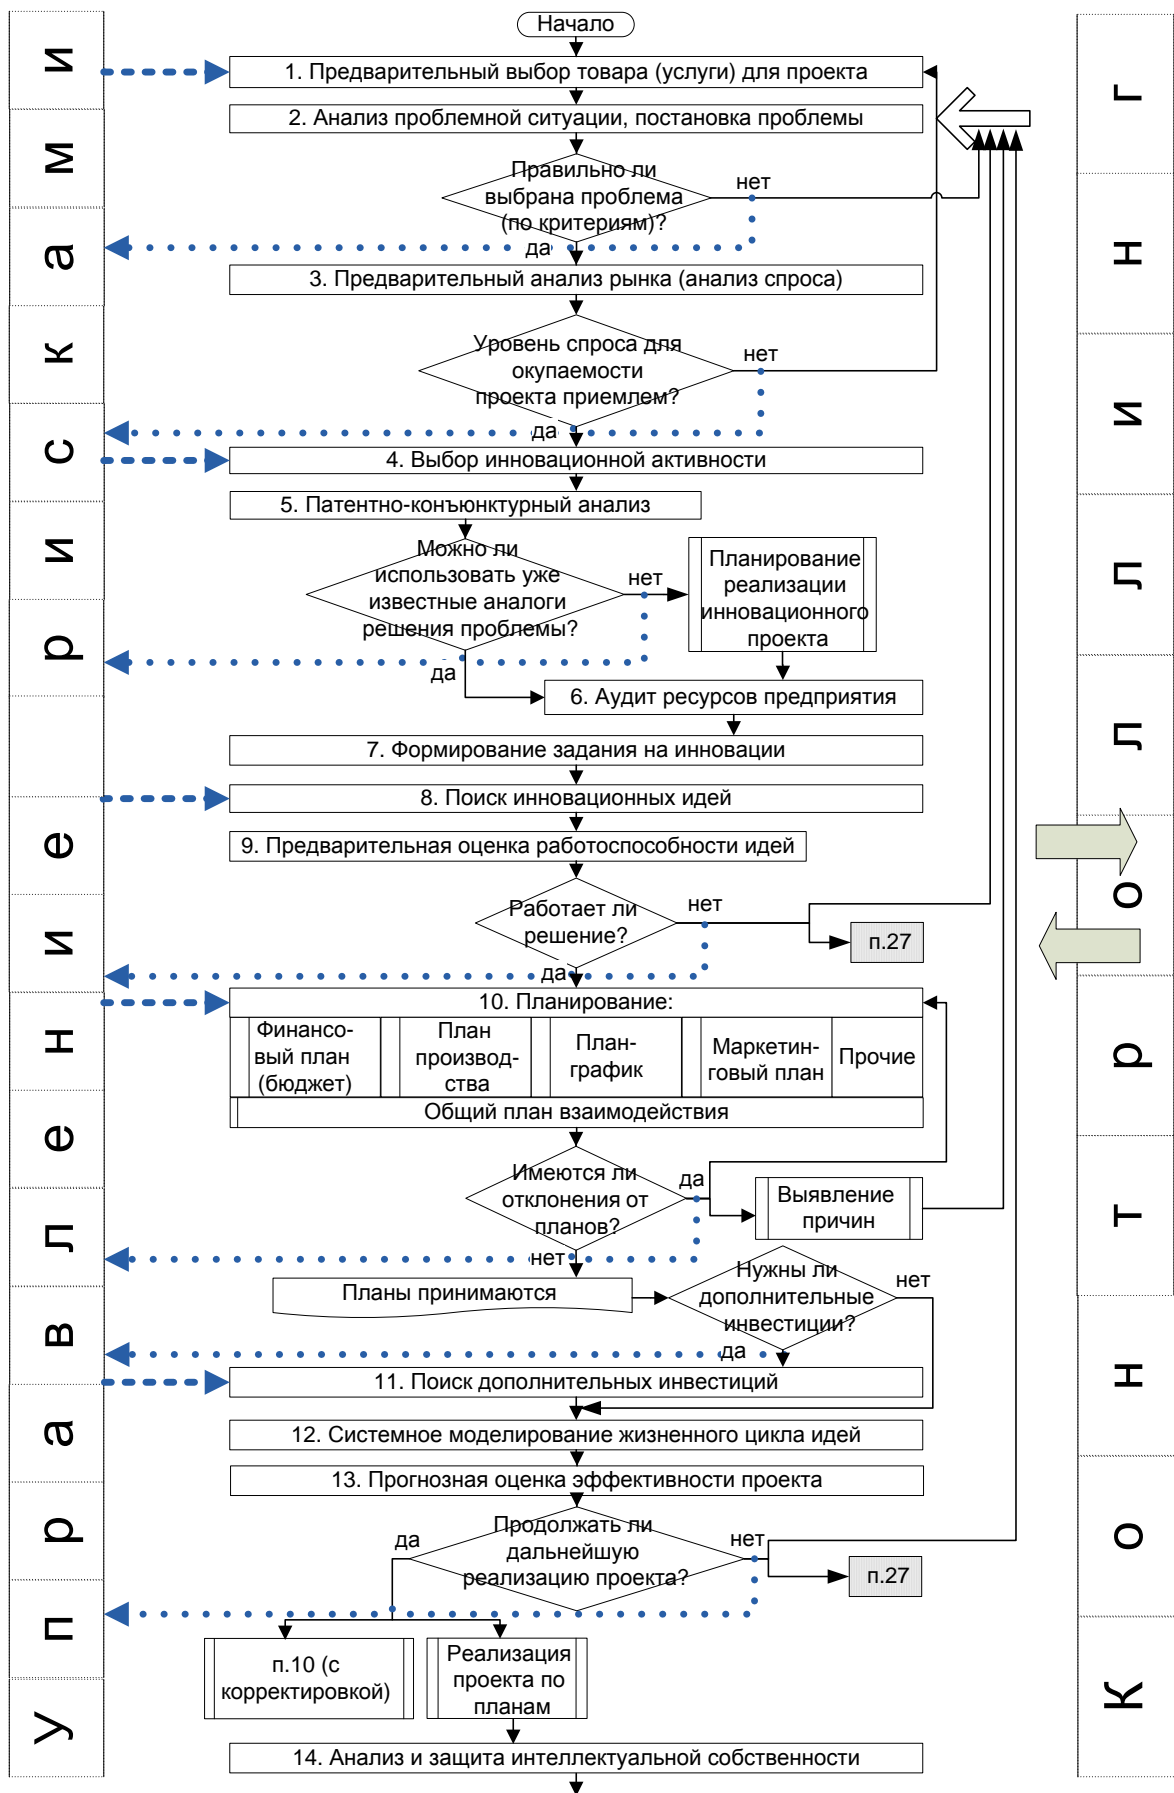 Начало
1. Предварительный выбор товара (услуги) для проекта
2. Анализ проблемной ситуации, постановка проблемы
Правильно ли
выбрана проблема
(по критериям)?
нет
да
3. Предварительный анализ рынка (анализ спроса)
Уровень спроса для
окупаемости
проекта приемлем?
нет
да
4. Выбор инновационной активности
5. Патентно-конъюнктурный анализ
Можно ли
использовать уже
известные аналоги
решения проблемы?
нет
да
Планирование
реализации
инновационного
проекта
6. Аудит ресурсов предприятия
7. Формирование задания на инновации
8. Поиск инновационных идей
9. Предварительная оценка работоспособности идей
Работает ли
решение?
нет
п.27
да
10. Планирование:
Финансо-
вый план
(бюджет)
План
производ-
ства
План-
график
Маркетин-
говый план
Прочие
Общий план взаимодействия
Имеются ли
отклонения от
планов?
да
Выявление
причин
нет
Планы принимаются
Нужны ли
дополнительные
инвестиции?
нет
да
11. Поиск дополнительных инвестиций
12. Системное моделирование жизненного цикла идей
13. Прогнозная оценка эффективности проекта
Продолжать ли
дальнейшую
реализацию проекта?
да
нет
п.27
п.10 (с
корректировкой)
Реализация
проекта по
планам
14. Анализ и защита интеллектуальной собственности
Управление рисками
Контроллинг